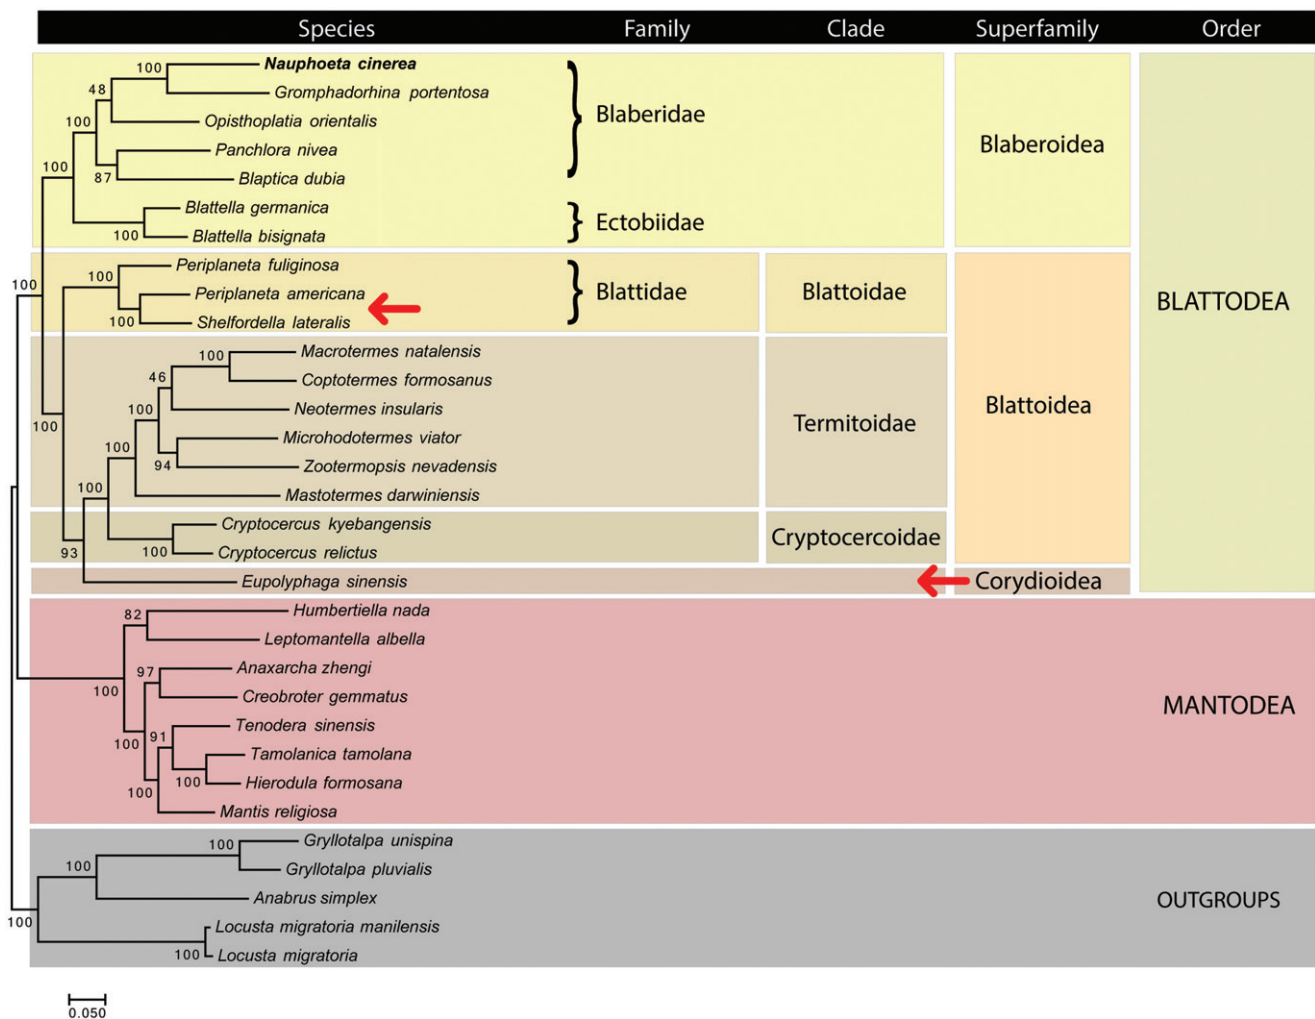 Species Family Clade Superfamily Order
100 Nauphoeta cinerea
Gromphadorhina portentosa
48
Opisthoplatia orientalis
100
Panchlora nivea
87 Blaptica dubia
Blaberidae
100
Blattella germanica
100 Blattella bisignata
Ectobiidae
Blaberoidea
Periplaneta fuliginosa
100
Periplaneta americana
100 Shelfordella lateralis
Blattidae
Blattoidae
100
BLATTODEA
Macrotermes natalensis
100
Coptotermes formosanus
46
Neotermes insularis
100
Microhodotermes viator
94 Zootermopsis nevadensis
100
Mastotermes darwiniensis
Termitoidae
Blattoidea
100
100
Cryptocercus kyebangensis
100 Cryptocercus relictus
Cryptocercoidae
93
Eupolyphaga sinensis
Corydioidea
Humbertiella nada
82
Leptomantella albella
100
Anaxarcha zhengi
97
Creobroter gemmatus
100
Tenodera sinensis
91
Tamolanica tamolana
100 Hierodula formosana
100
Mantis religiosa
MANTODEA
Gryllotalpa unispina
100
Gryllotalpa pluvialis
100
Anabrus simplex
100
Locusta migratoria manilensis
100 Locusta migratoria
OUTGROUPS
0.050